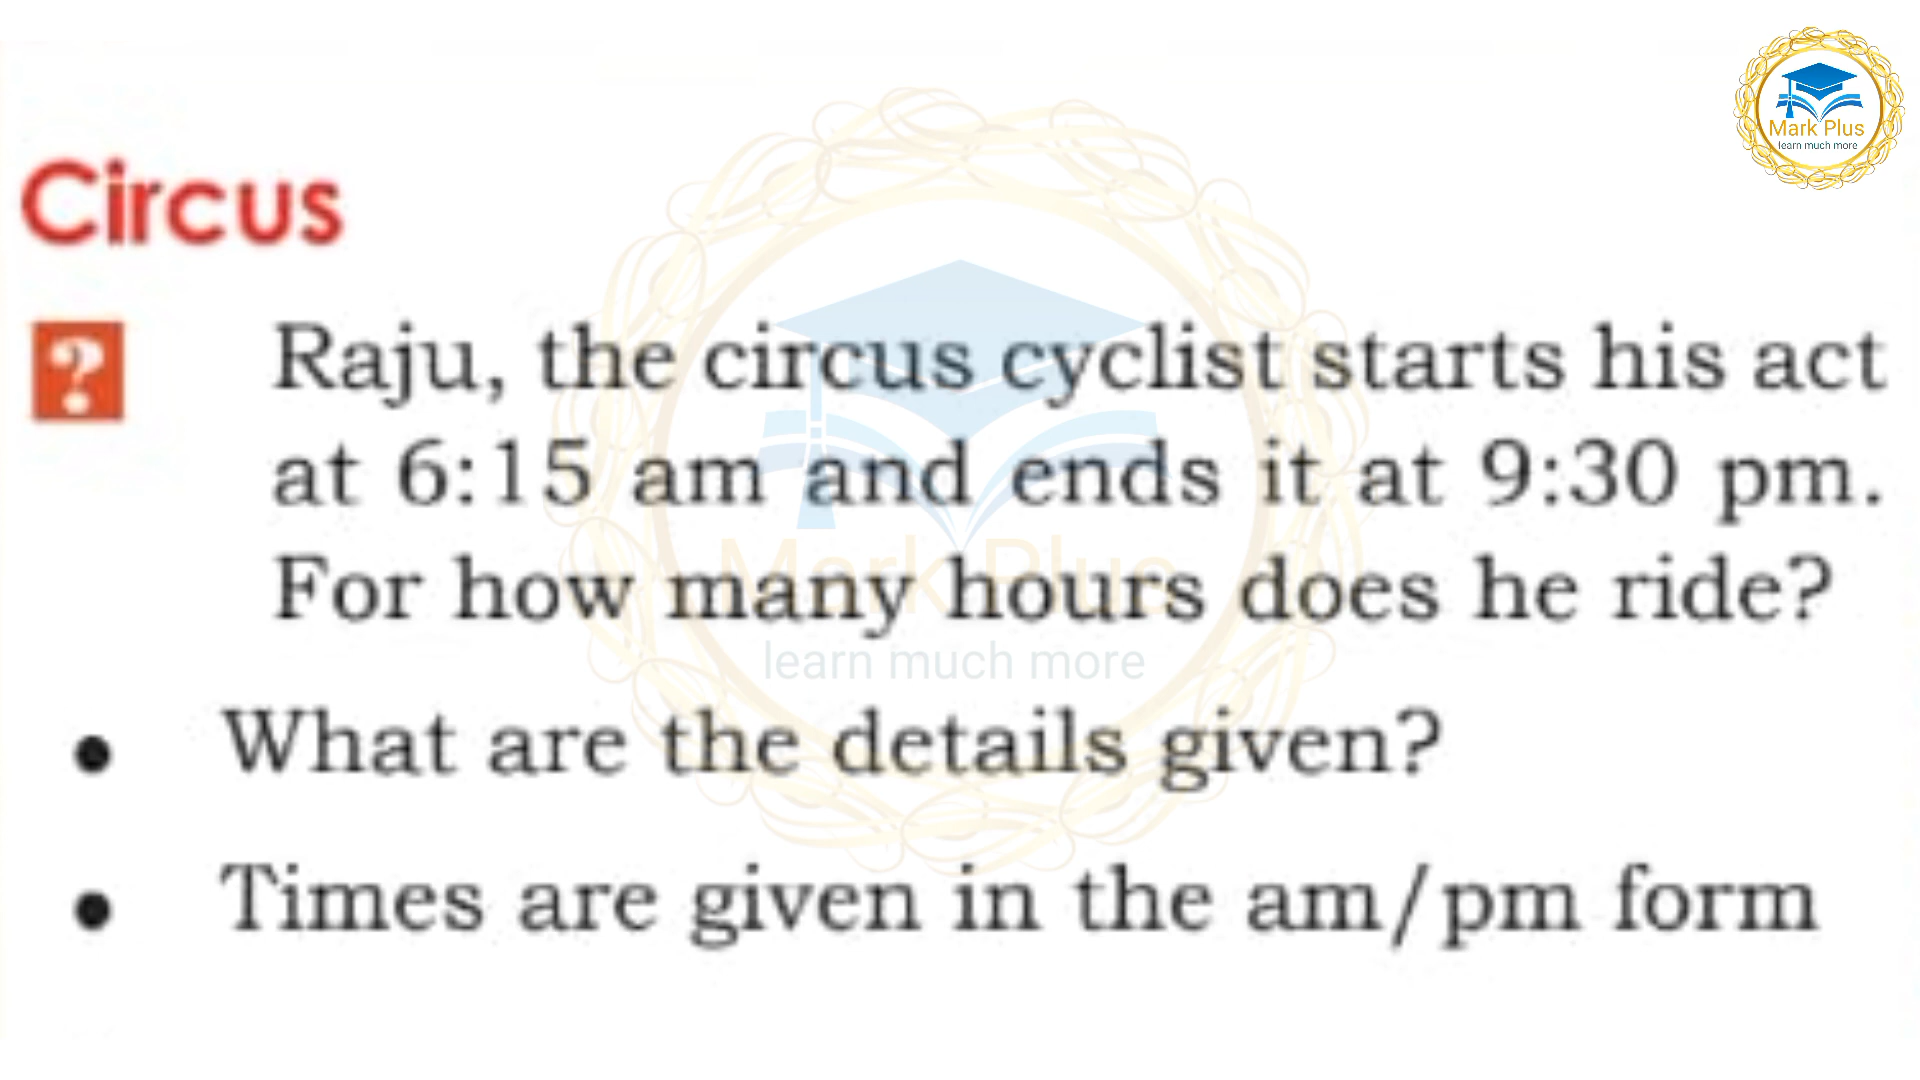 Mark Plus
learn much more
Circus
? Raju, the circus cyclist starts his act
at 6:15 am and ends it at 9:30 pm.
For how many hours does he ride?
Mark Plus
learn much more
• What are the details given?
• Times are given in the am/pm form